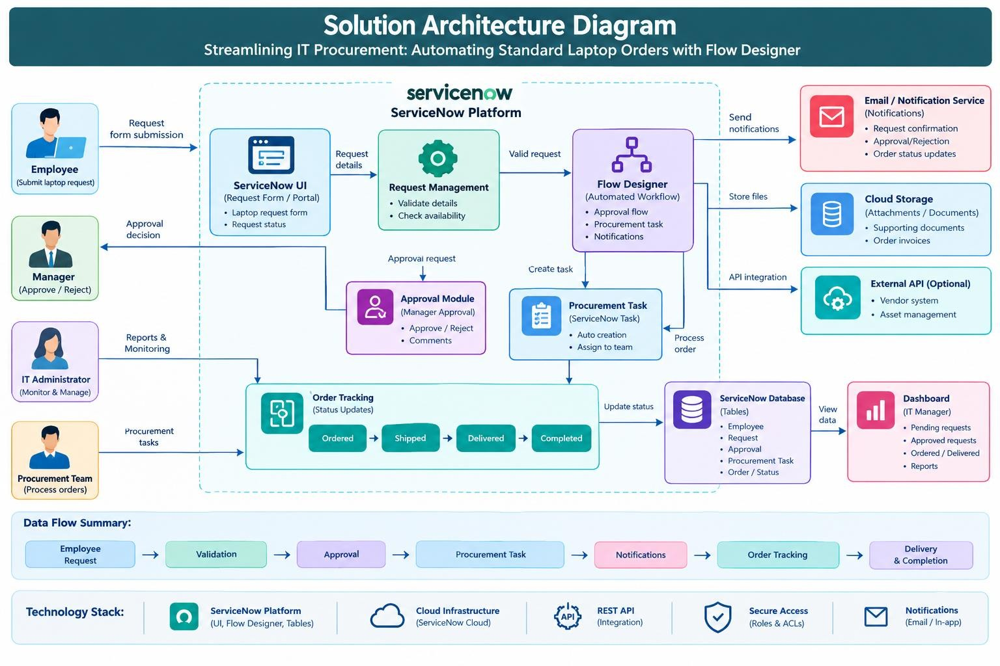 Solution Architecture Diagram
Streamlining IT Procurement: Automating Standard Laptop Orders with Flow Designer
servicenow
ServiceNow Platform
Employee
(Submit laptop request)
Request
form submission
ServiceNow UI
(Request Form / Portal)
• Laptop request form
• Request status
Request
details
Request Management
• Validate details
• Check availability
Valid request
Flow Designer
(Automated Workflow)
• Approval flow
• Procurement task
• Notifications
Send
notifications
Email / Notification Service
(Notifications)
• Request confirmation
• Approval/Rejection
• Order status updates
Store files
Cloud Storage
(Attachments / Documents)
• Supporting documents
• Order invoices
API integration
External API (Optional)
• Vendor system
• Asset management
Manager
(Approve / Reject)
Approval
decision
Approval request
Approval Module
(Manager Approval)
• Approve / Reject
• Comments
Create task
Procurement Task
(ServiceNow Task)
• Auto creation
• Assign to team
Process
order
IT Administrator
(Monitor & Manage)
Reports &
Monitoring
Procurement Team
(Process orders)
Procurement
tasks
Order Tracking
(Status Updates)
Ordered
Shipped
Delivered
Completed
Update status
ServiceNow Database
(Tables)
• Employee
• Request
• Approval
• Procurement Task
• Order / Status
View
data
Dashboard
(IT Manager)
• Pending requests
• Approved requests
• Ordered / Delivered
• Reports
Data Flow Summary:
Employee
Request
Validation
Approval
Procurement Task
Notifications
Order Tracking
Delivery
& Completion
Technology Stack:
ServiceNow Platform
(UI, Flow Designer, Tables)
Cloud Infrastructure
(ServiceNow Cloud)
API
REST API
(Integration)
Secure Access
(Roles & ACLs)
Notifications
(Email / In-app)